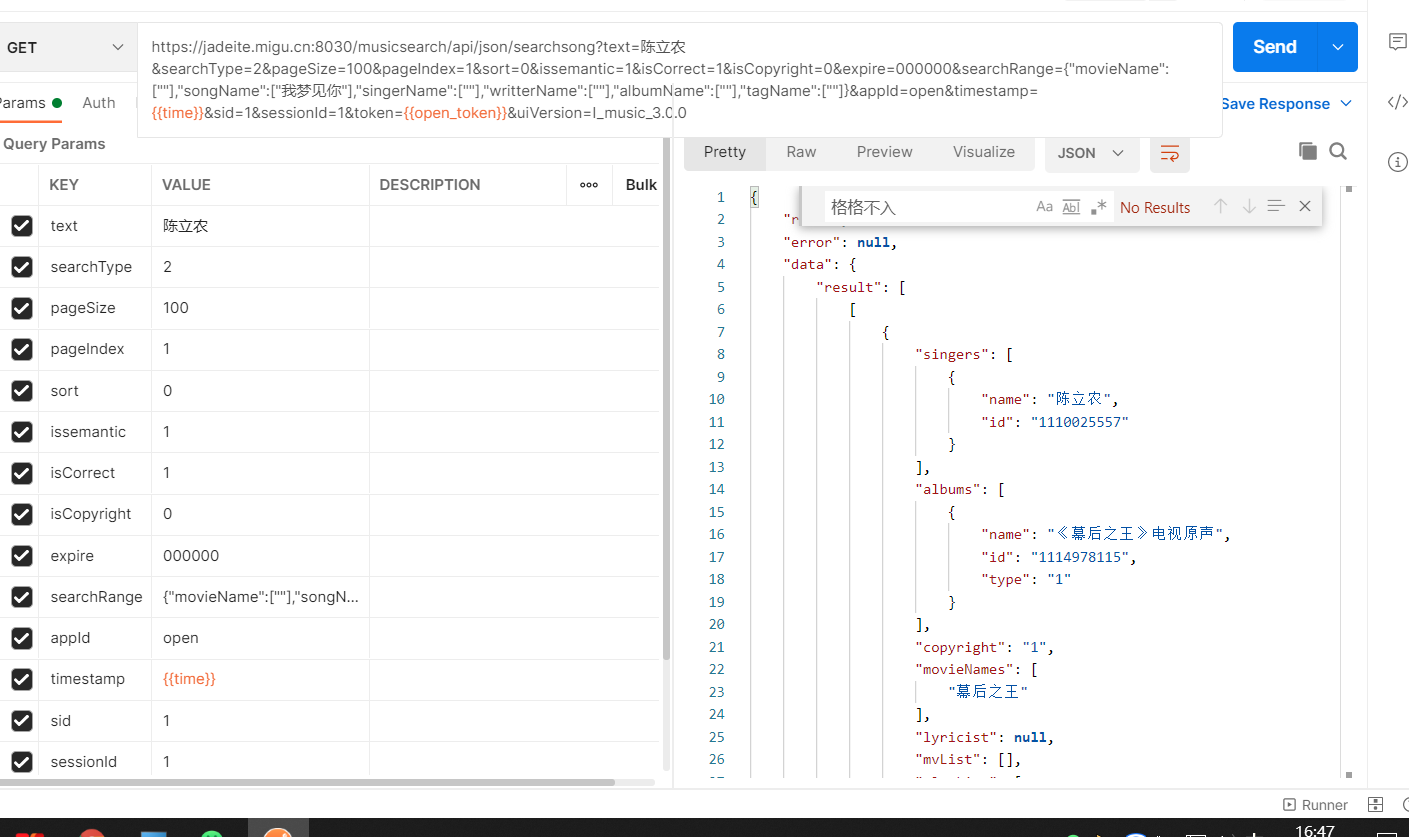 GET
https://jadeite.migu.cn:8030/musicsearch/api/json/searchsong?text=陈立农
&searchType=2&pageSize=100&pageIndex=1&sort=0&issemantic=1&isCorrect=1&isCopyright=0&expire=000000&searchRange={"movieName":
[""],"songName":["我梦见你"],"singerName":[""],"writterName":[""],"albumName":[""],"tagName":[""]}&appId=open&timestamp=
{{time}}&sid=1&sessionId=1&token={{open_token}}&uiVersion=I_music_3.0.0
Send
Params
Auth
Save Response
Query Params
KEY VALUE DESCRIPTION Bulk
text 陈立农
searchType 2
pageSize 100
pageIndex 1
sort 0
issemantic 1
isCorrect 1
isCopyright 0
expire 000000
searchRange {"movieName":[""],"songN...
appId open
timestamp {{time}}
sid 1
sessionId 1
Pretty Raw Preview Visualize JSON
格格不入 Aa Abl .* No Results
1 {
2 "r
3 "error": null,
4 "data": {
5 "result": [
6 [
7 {
8 "singers": [
9 {
10 "name": "陈立农",
11 "id": "1110025557"
12 }
13 ],
14 "albums": [
15 {
16 "name": "《幕后之王》电视原声",
17 "id": "1114978115",
18 "type": "1"
19 }
20 ],
21 "copyright": "1",
22 "movieNames": [
23 "幕后之王"
24 ],
25 "lyricist": null,
26 "mvList": [],
Runner
16:47